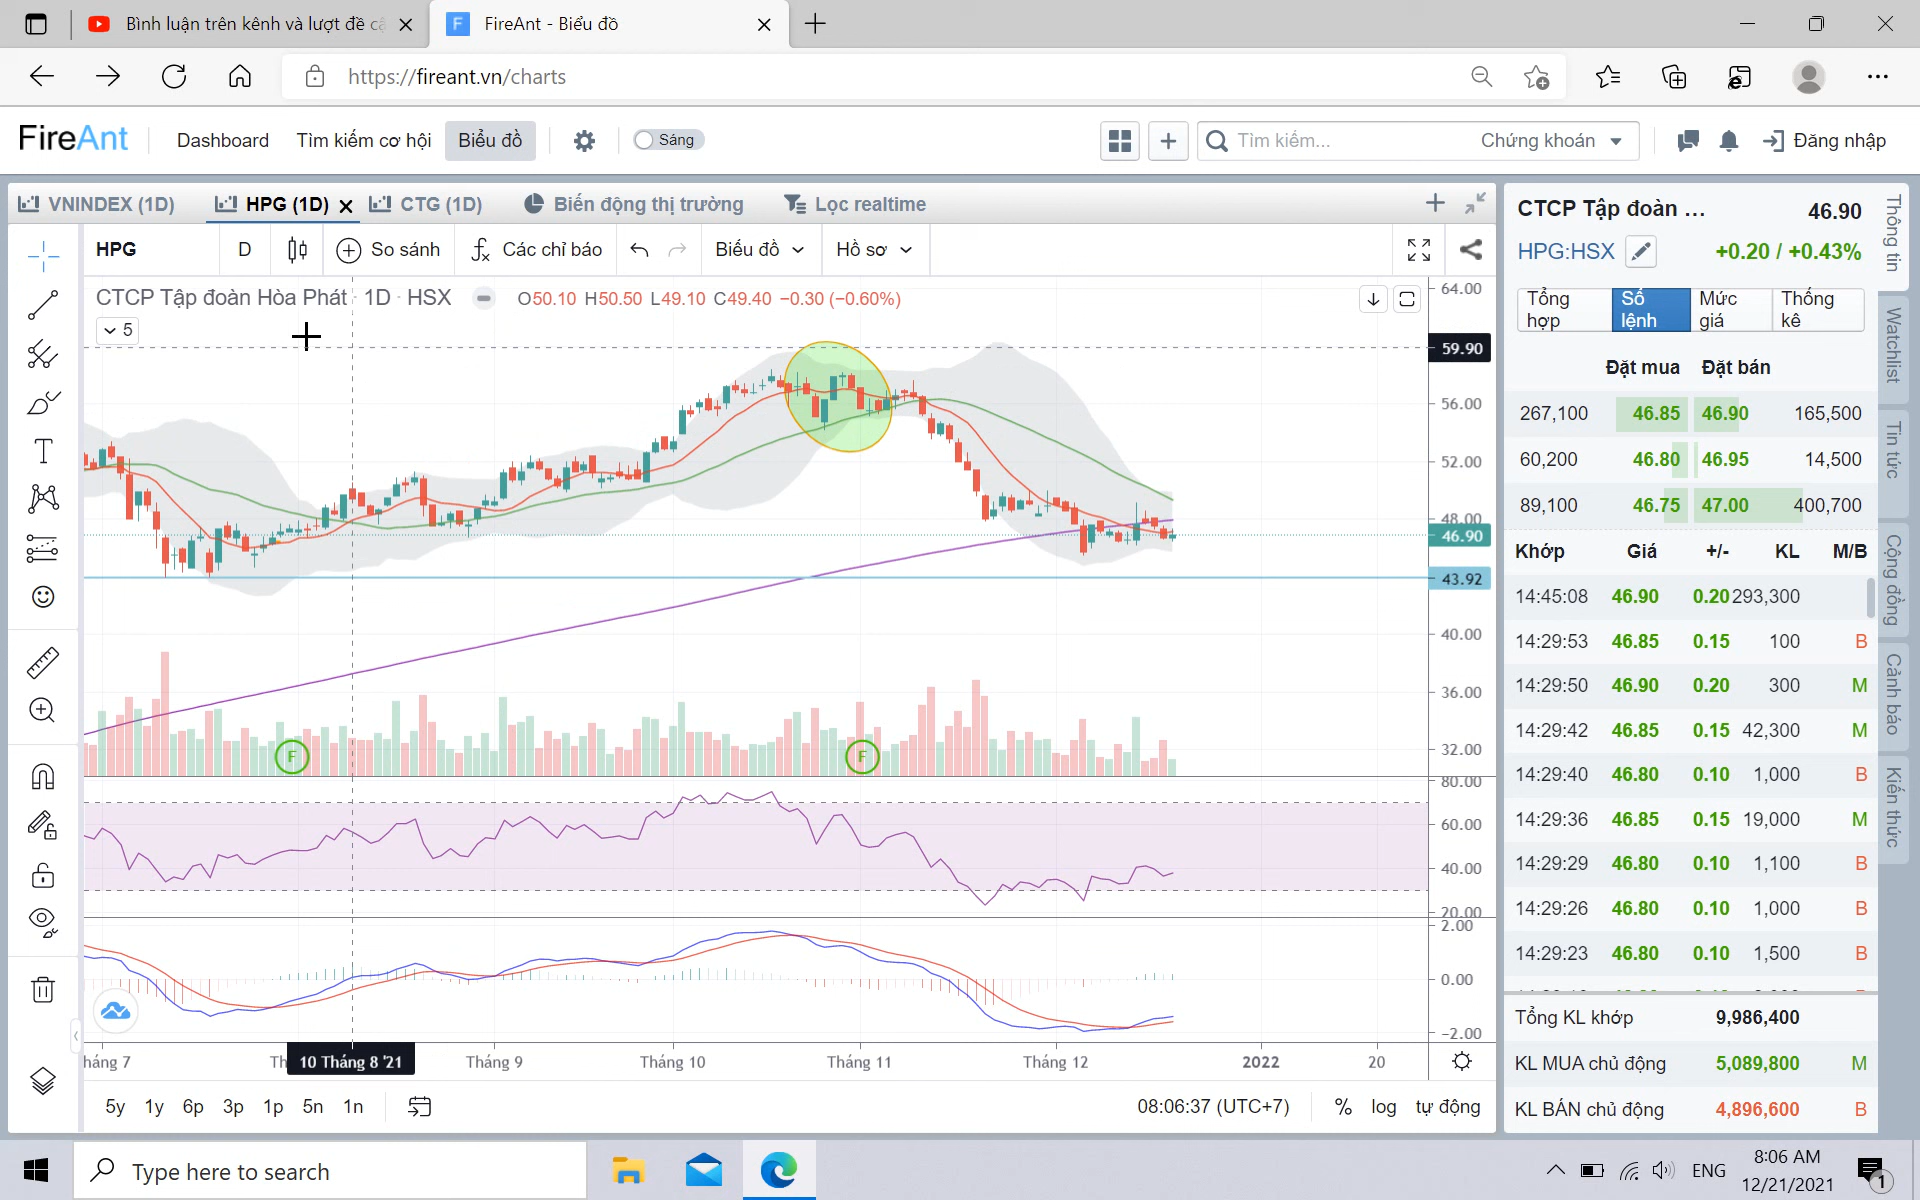 Bình luận trên kênh và lượt đề cậ
FireAnt - Biểu đồ
https://fireant.vn/charts
FireAnt
Dashboard
Tìm kiếm cơ hội
Biểu đồ
Sáng
Tìm kiếm...
Chứng khoán
Đăng nhập
VNINDEX (1D)
HPG (1D)
CTG (1D)
Biến động thị trường
Lọc realtime
HPG
D
So sánh
Các chỉ báo
Biểu đồ
Hồ sơ
CTCP Tập đoàn Hòa Phát · 1D · HSX
O50.10 H50.50 L49.10 C49.40 −0.30 (−0.60%)
5
64.00
59.90
56.00
52.00
48.00
46.90
43.92
40.00
36.00
32.00
F
F
80.00
60.00
40.00
20.00
2.00
0.00
−2.00
háng 7
Th
10 Tháng 8 '21
Tháng 9
Tháng 10
Tháng 11
Tháng 12
2022
20
5y 1y 6p 3p 1p 5n 1n
08:06:37 (UTC+7)
% log tự động
CTCP Tập đoàn ...
46.90
HPG:HSX
+0.20 / +0.43%
Tổng hợp
Số lệnh
Mức giá
Thống kê
Đặt mua Đặt bán
267,100 46.85 46.90 165,500
60,200 46.80 46.95 14,500
89,100 46.75 47.00 400,700
Khớp Giá +/- KL M/B
14:45:08 46.90 0.20 293,300
14:29:53 46.85 0.15 100 B
14:29:50 46.90 0.20 300 M
14:29:42 46.85 0.15 42,300 M
14:29:40 46.80 0.10 1,000 B
14:29:36 46.85 0.15 19,000 M
14:29:29 46.80 0.10 1,100 B
14:29:26 46.80 0.10 1,000 B
14:29:23 46.80 0.10 1,500 B
Tổng KL khớp 9,986,400
KL MUA chủ động 5,089,800 M
KL BÁN chủ động 4,896,600 B
Thông tin
Watchlist
Tin tức
Cộng đồng
Cảnh báo
Kiến thức
Type here to search
ENG
8:06 AM
12/21/2021
1